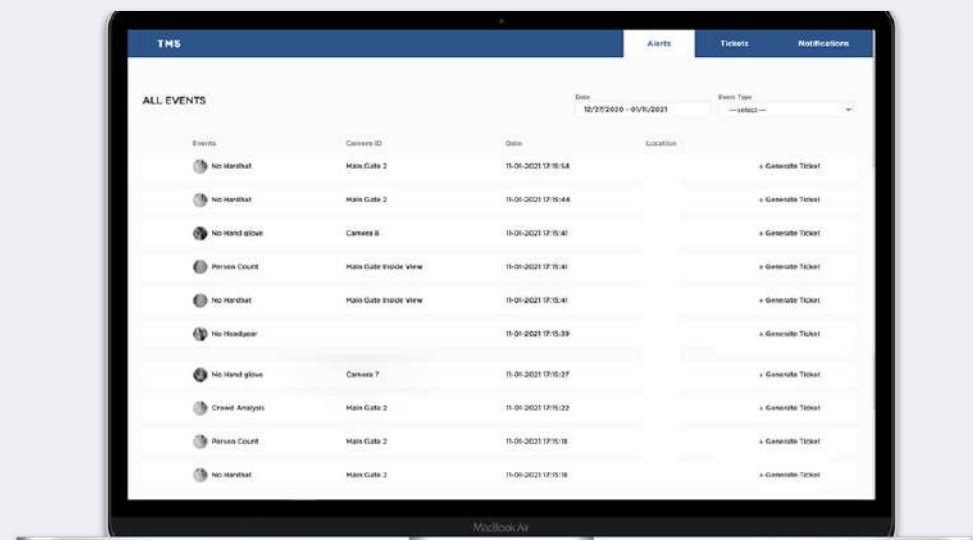 TMS
Alerts Tickets Notifications
ALL EVENTS
Date Event Type
12/27/2020 - 01/11/2021 ---select---
Events Camera ID Date Location
No Hardhat Main Gate 2 11-01-2021 17:15:54 + Generate Ticket
No Hardhat Main Gate 2 11-01-2021 17:15:44 + Generate Ticket
No Hand glove Camera 8 11-01-2021 17:15:41 + Generate Ticket
Person Count Main Gate Inside View 11-01-2021 17:15:41 + Generate Ticket
No Hardhat Main Gate Inside View 11-01-2021 17:15:41 + Generate Ticket
No Headgear 11-01-2021 17:15:39 + Generate Ticket
No Hand glove Camera 7 11-01-2021 17:15:27 + Generate Ticket
Crowd Analysis Main Gate 2 11-01-2021 17:15:22 + Generate Ticket
Person Count Main Gate 2 11-01-2021 17:15:18 + Generate Ticket
No Hardhat Main Gate 2 11-01-2021 17:15:18 + Generate Ticket
MacBook Air